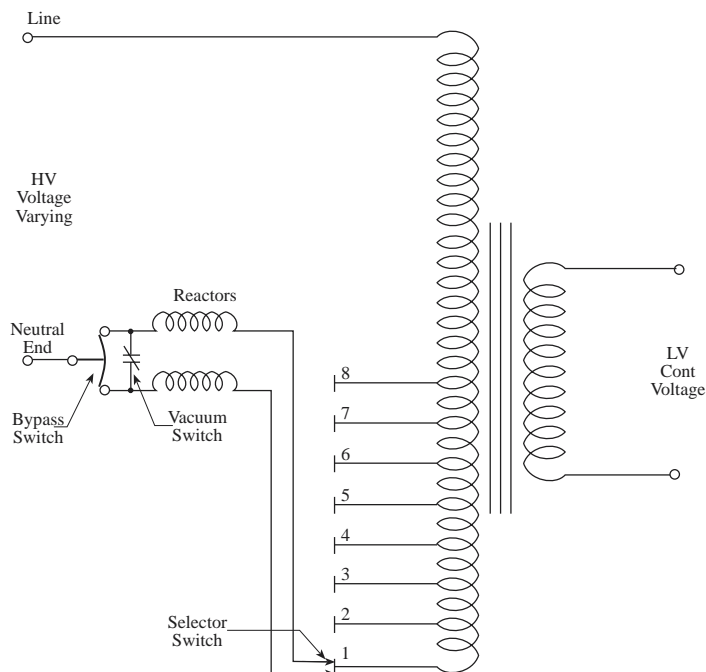 Line
HV
Voltage
Varying
Reactors
Neutral
End
Bypass
Switch
Vacuum
Switch
8
7
6
5
4
3
2
1
Selector
Switch
LV
Cont
Voltage